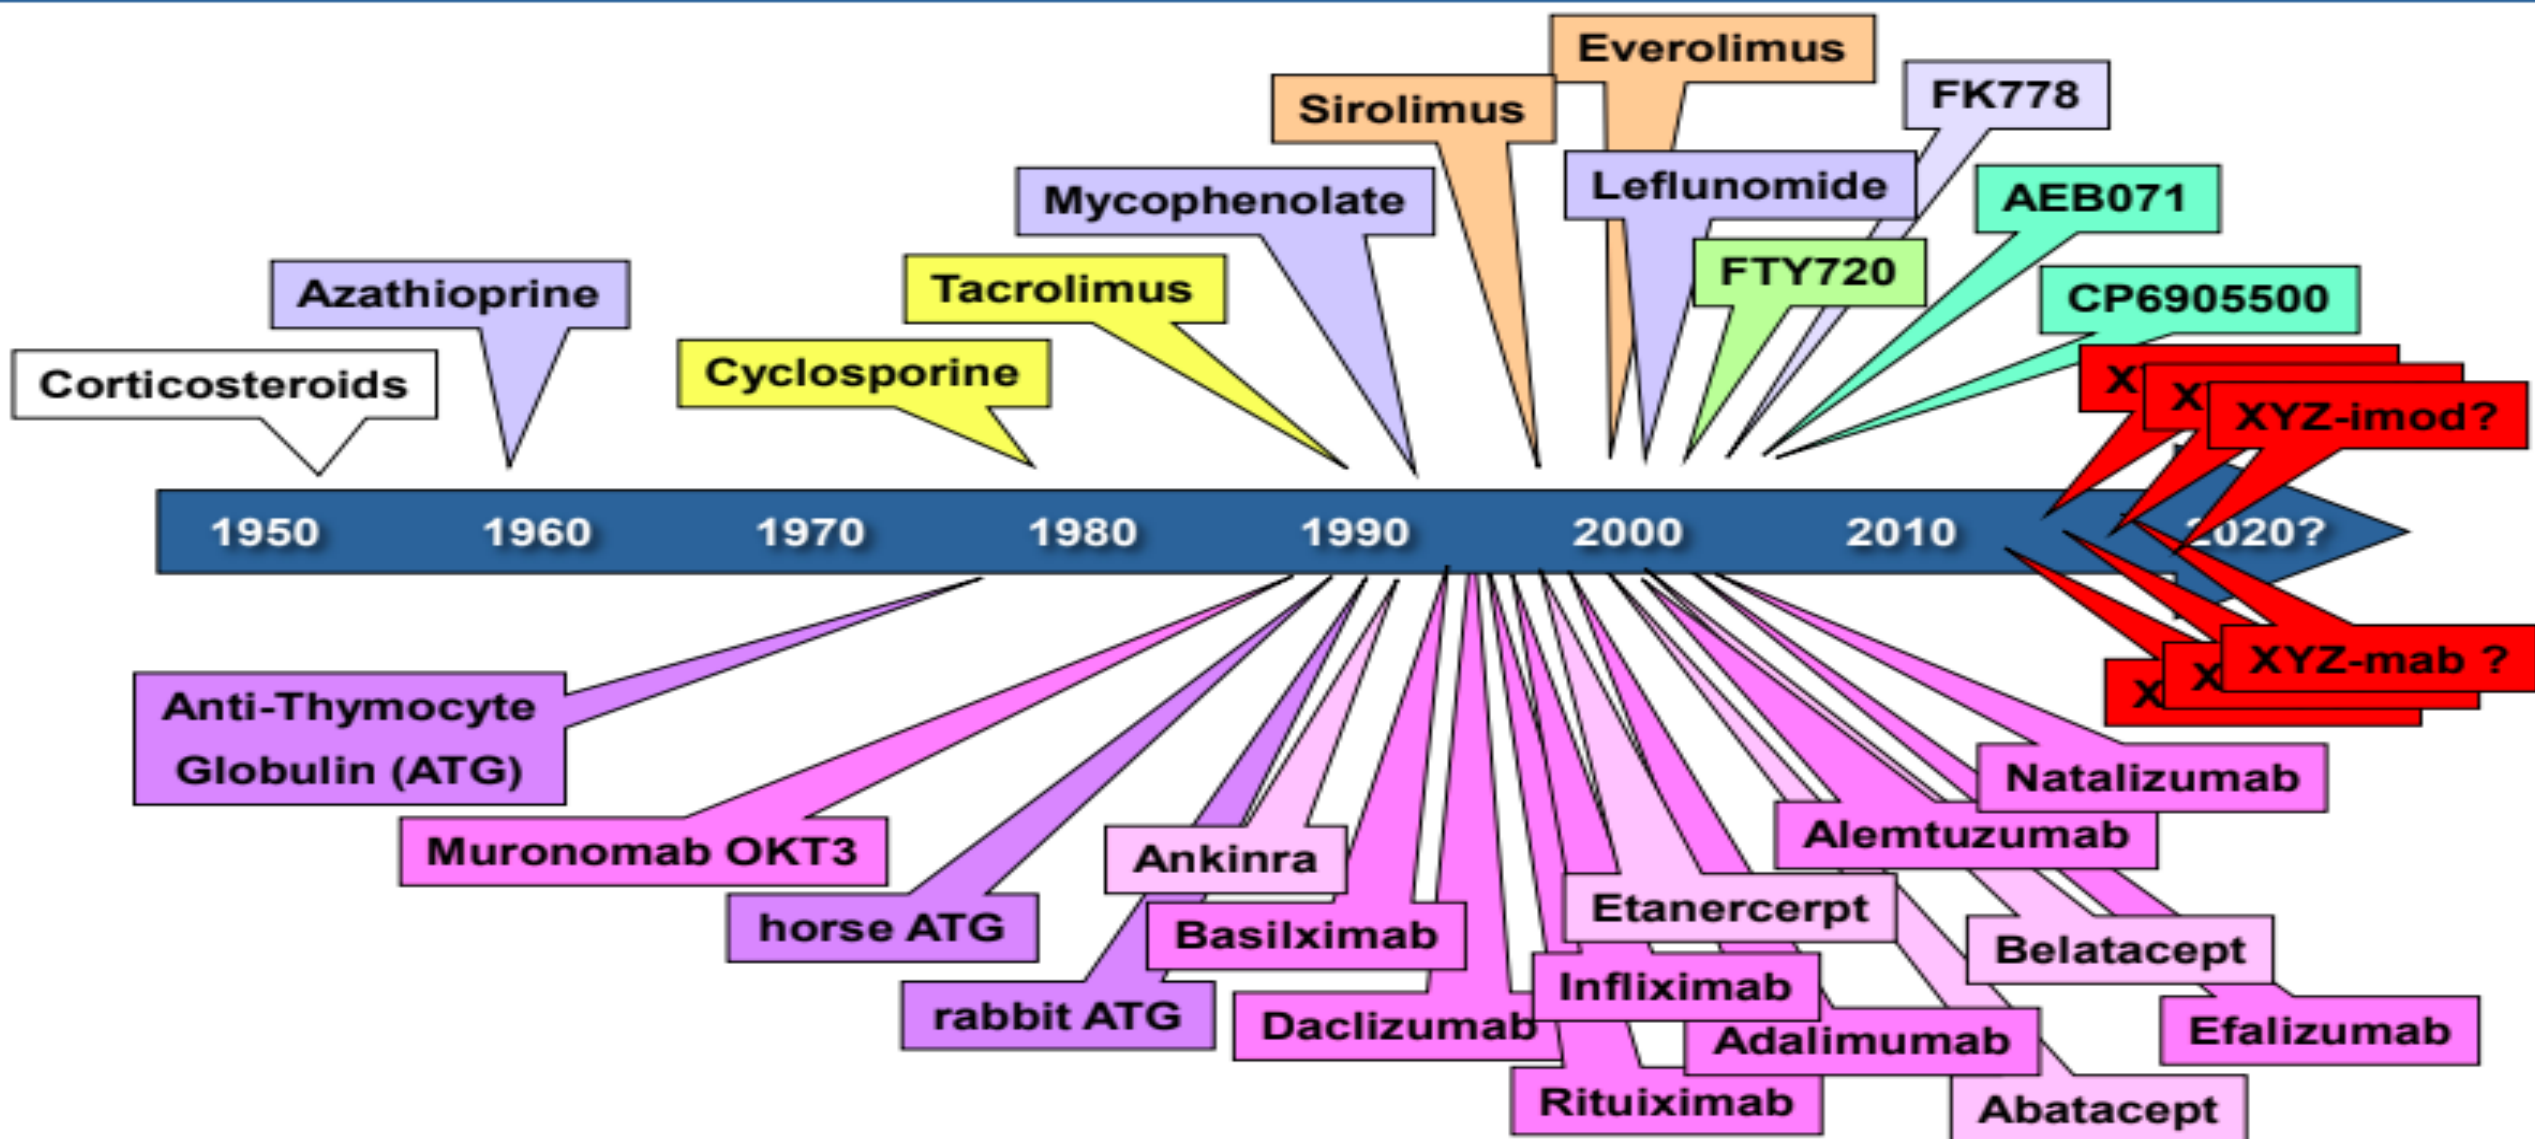 Everolimus
Sirolimus
FK778
Mycophenolate
Leflunomide
AEB071
Azathioprine
Tacrolimus
FTY720
CP6905500
Corticosteroids
Cyclosporine
X
X
XYZ-imod?
1950 1960 1970 1980 1990 2000 2010 2020?
Anti-Thymocyte
Globulin (ATG)
Muronomab OKT3
horse ATG
rabbit ATG
Ankinra
Basilximab
Daclizumab
Etanercerpt
Infliximab
Rituiximab
Adalimumab
Alemtuzumab
Natalizumab
Belatacept
Efalizumab
Abatacept
X
X
XYZ-mab ?